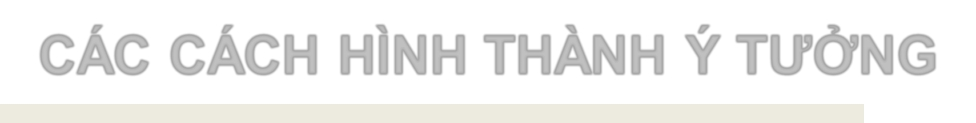 CÁC CÁCH HÌNH THÀNH Ý TƯỞNG